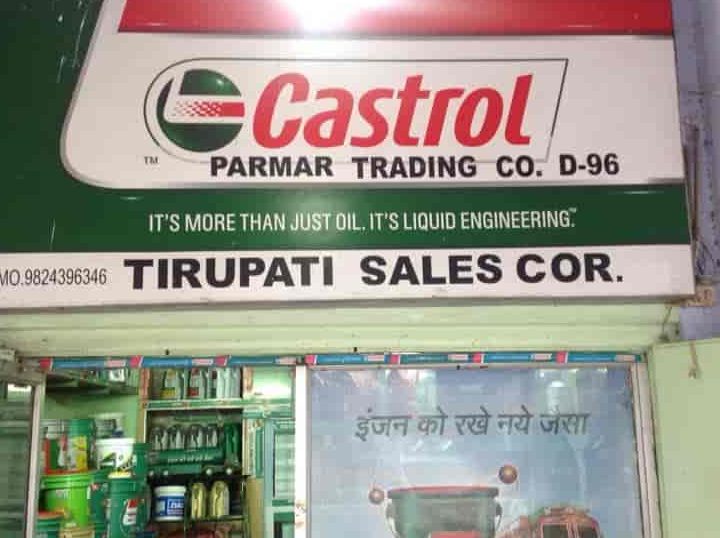 Castrol
TM
PARMAR TRADING CO. D-96
IT'S MORE THAN JUST OIL. IT'S LIQUID ENGINEERING.™
MO.9824396346 TIRUPATI SALES COR.
इंजन को रखे नये जैसा